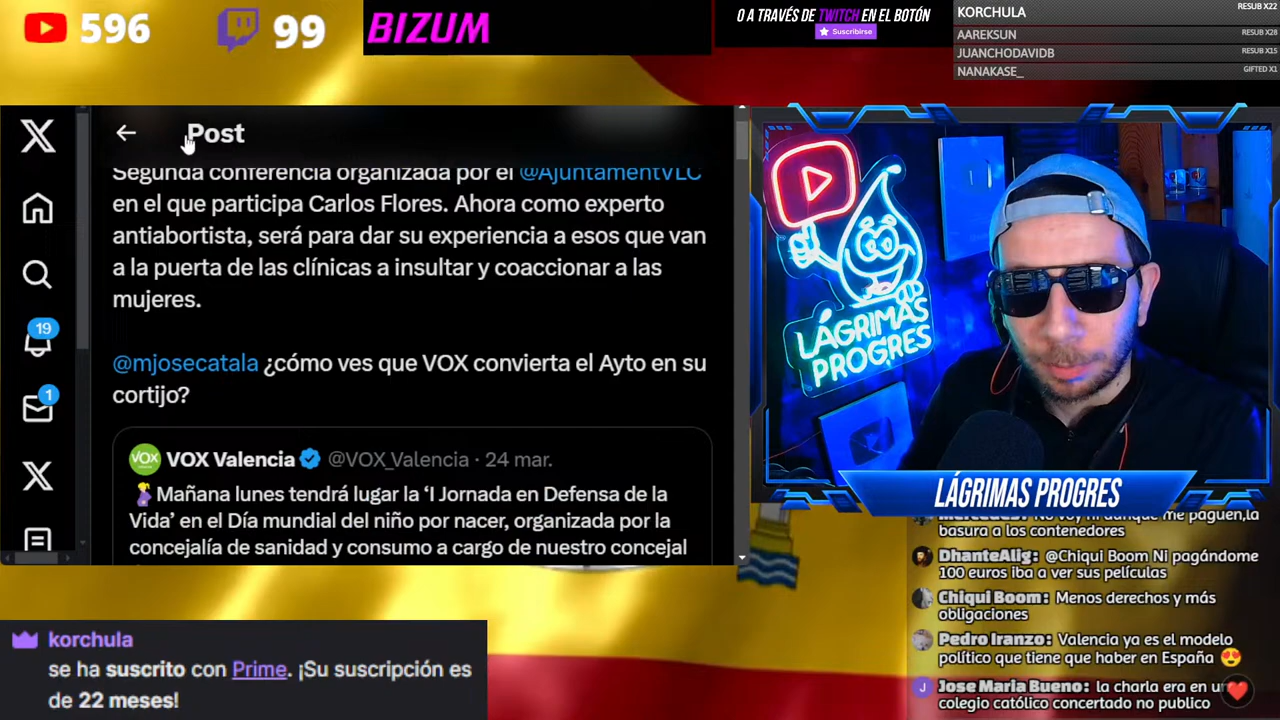 596
99
BIZUM
O A TRAVÉS DE TWITCH EN EL BOTÓN
Suscribirse
KORCHULA RESUB X22
AAREKSUN RESUB X28
JUANCHODAVIDB RESUB X15
NANAKASE_ GIFTED X1
Post
Segunda conferencia organizada por el @AjuntamentVLC
en el que participa Carlos Flores. Ahora como experto
antiabortista, será para dar su experiencia a esos que van
a la puerta de las clínicas a insultar y coaccionar a las
mujeres.
@mjosecatala ¿cómo ves que VOX convierta el Ayto en su
cortijo?
19
1
VOX
VOX Valencia @VOX_Valencia · 24 mar.
Mañana lunes tendrá lugar la ‘I Jornada en Defensa de la
Vida’ en el Día mundial del niño por nacer, organizada por la
concejalía de sanidad y consumo a cargo de nuestro concejal
LÁGRIMAS
PROGRES
LÁGRIMAS PROGRES
No voy ni aunque me paguen,la
basura a los contenedores
DhanteAlig: @Chiqui Boom Ni pagándome
100 euros iba a ver sus películas
Chiqui Boom: Menos derechos y más
obligaciones
Pedro Iranzo: Valencia ya es el modelo
político que tiene que haber en España 😍
J
Jose Maria Bueno: la charla era en un
colegio católico concertado no publico
korchula
se ha suscrito con Prime. ¡Su suscripción es
de 22 meses!